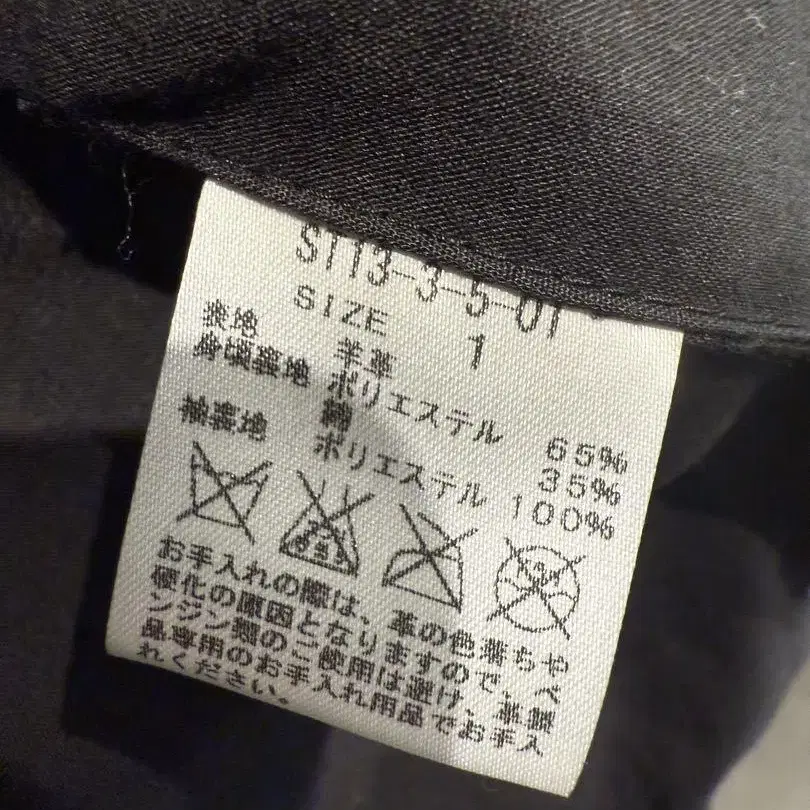 S113-3-5-01
SIZE 1
表地 羊革
身頃裏地 ポリエステル 65%
綿 35%
袖裏地 ポリエステル 100%
お手入れの際は、革の色落ちや
硬化の原因となりますので、ベ
ンジン類のご使用は避け、革製
品専用のお手入れ用品でお手入
れください。